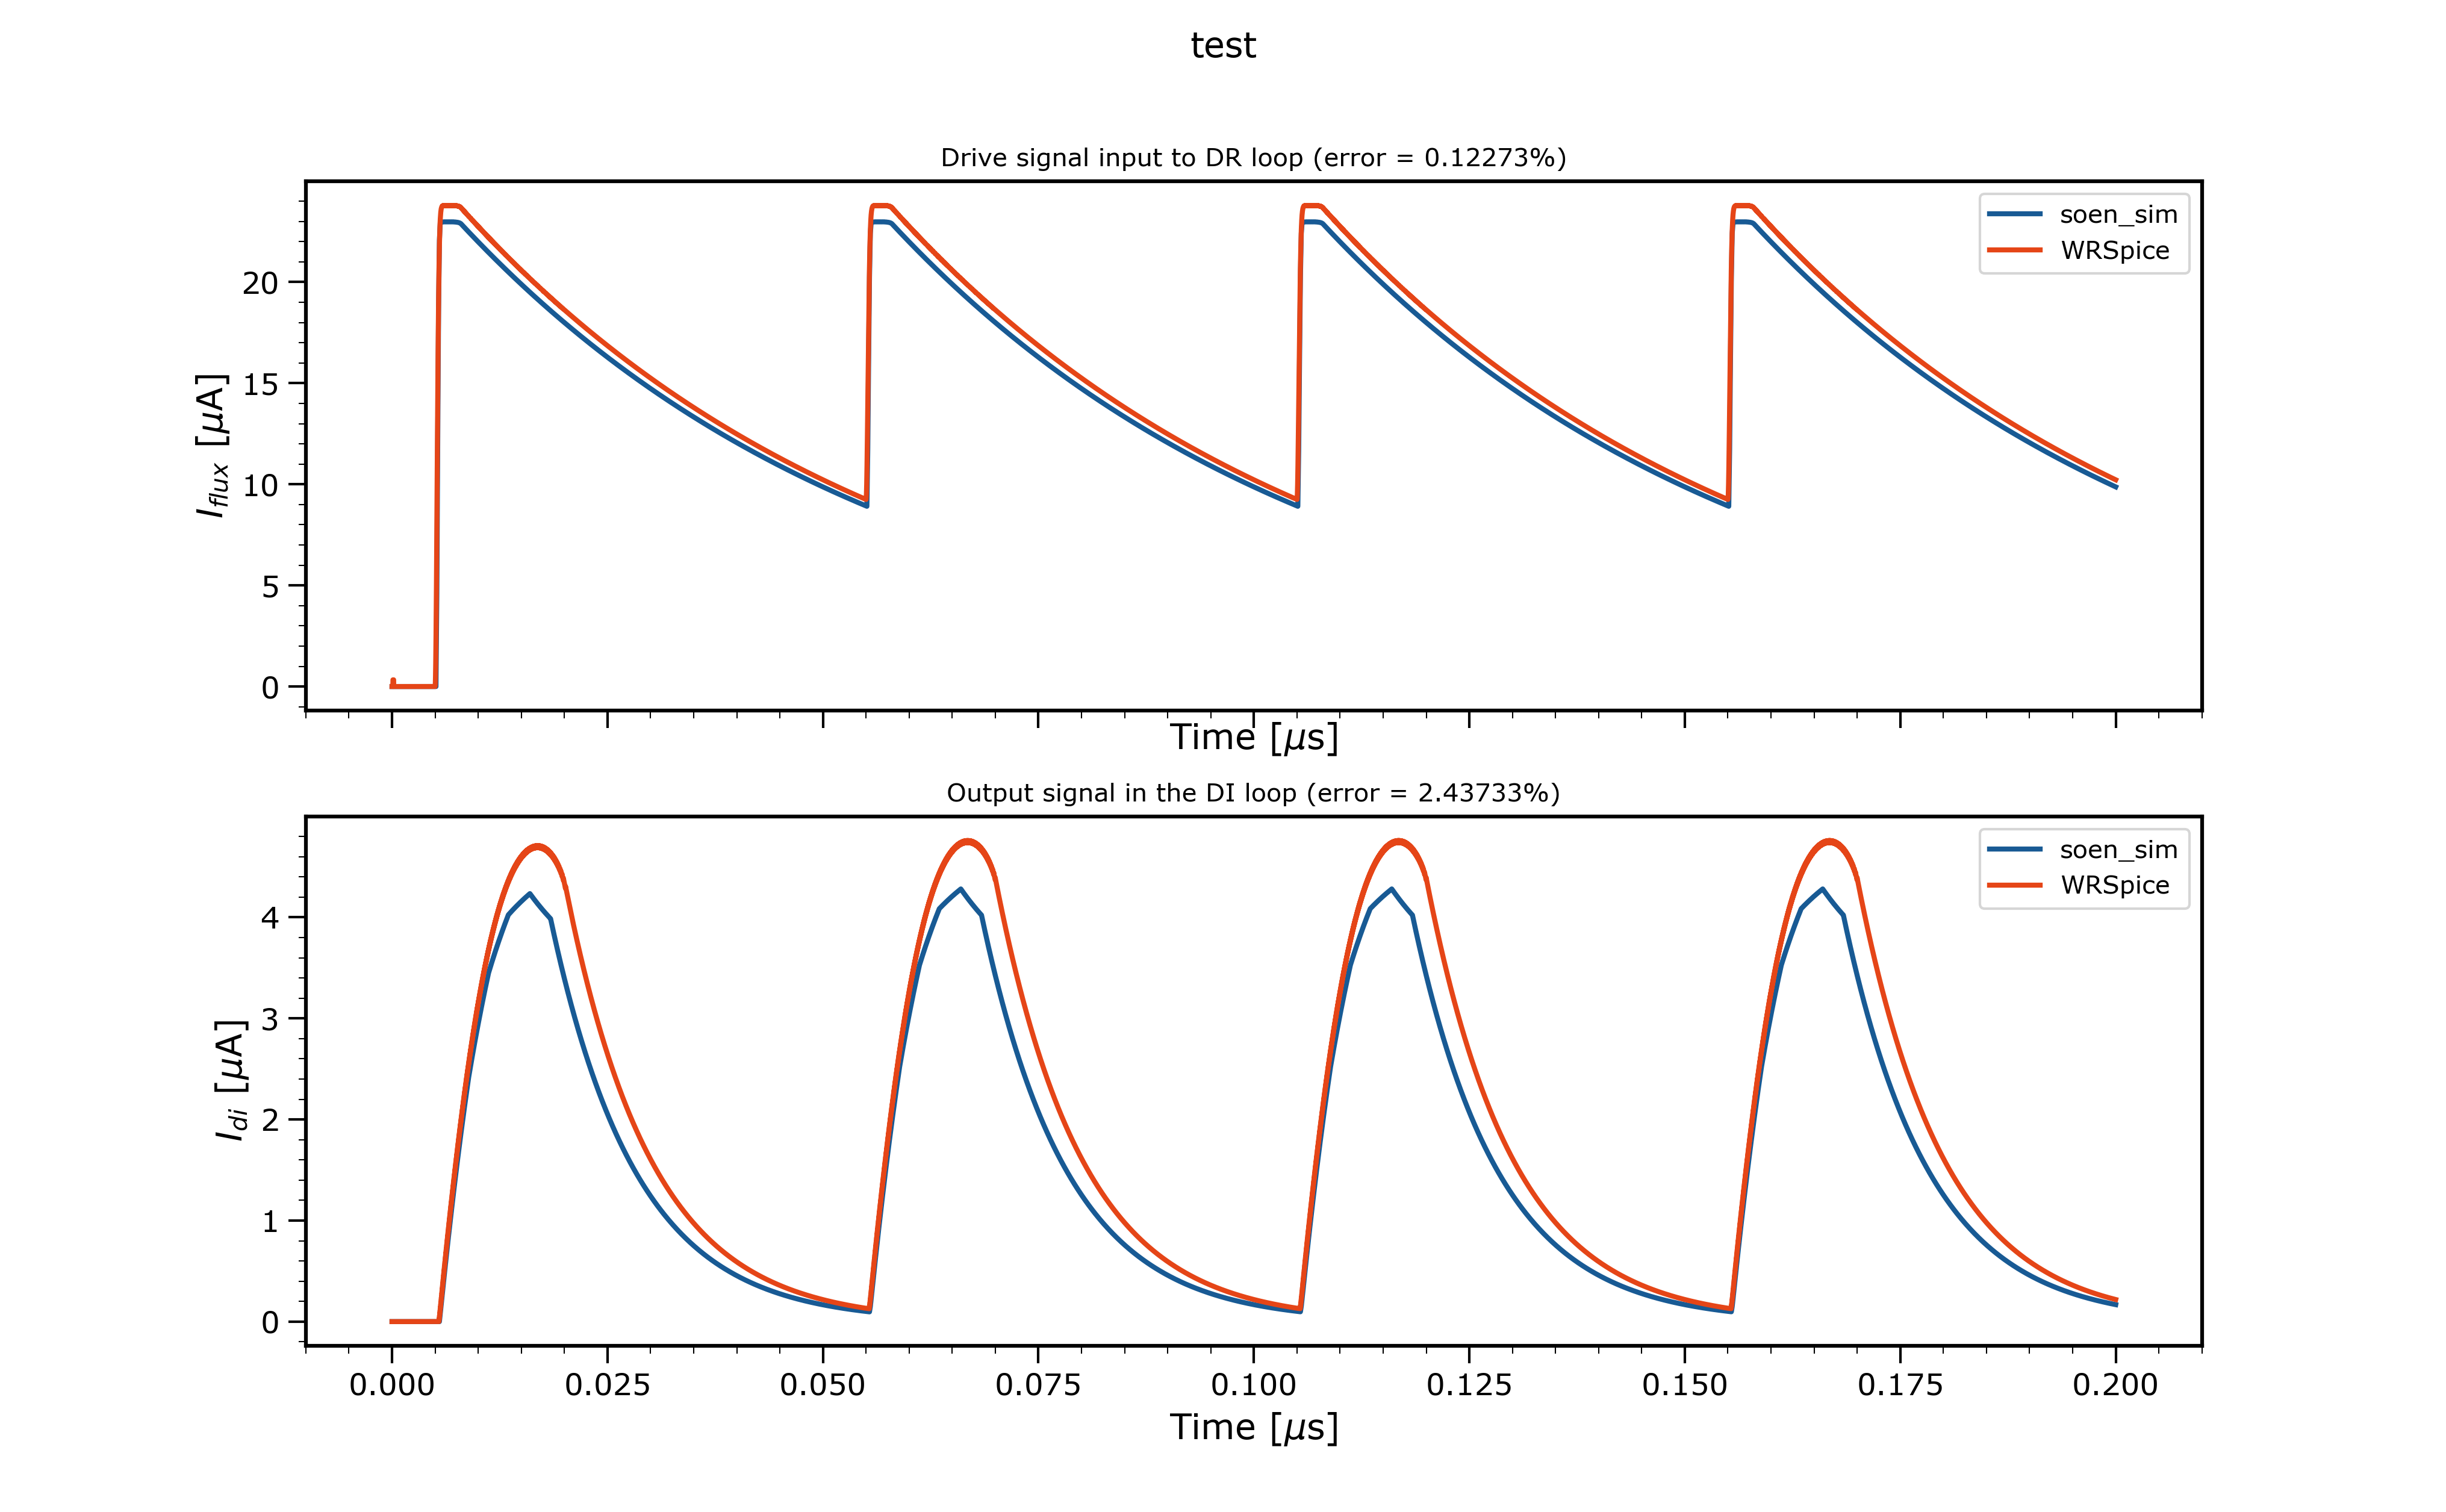 test
Drive signal input to DR loop (error = 0.12273%)
soen_sim
WRSpice
20
15
10
5
0
I_flux [μA]
Time [μs]
Output signal in the DI loop (error = 2.43733%)
soen_sim
WRSpice
4
3
2
1
0
I_di [μA]
0.000 0.025 0.050 0.075 0.100 0.125 0.150 0.175 0.200
Time [μs]